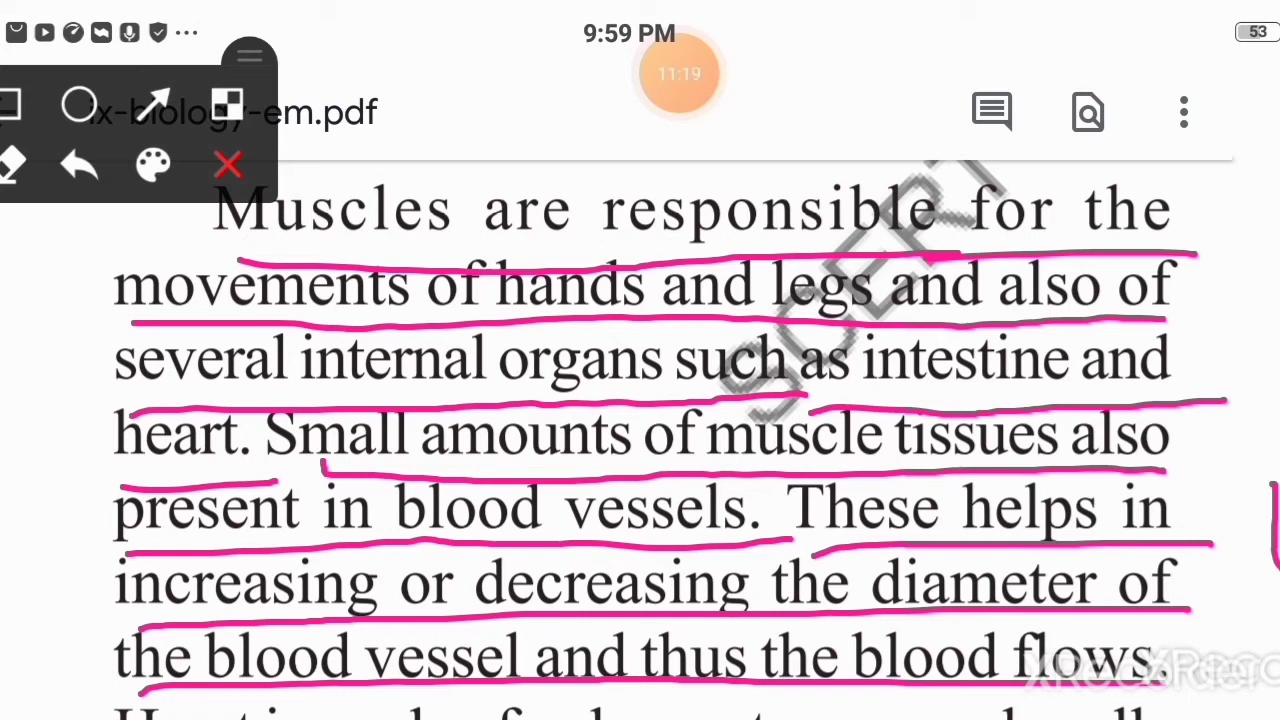 9:59 PM
53
11:19
ix-biology-em.pdf
Muscles are responsible for the
movements of hands and legs and also of
several internal organs such as intestine and
heart. Small amounts of muscle tissues also
present in blood vessels. These helps in
increasing or decreasing the diameter of
the blood vessel and thus the blood flows.
SCERT
XRecorder